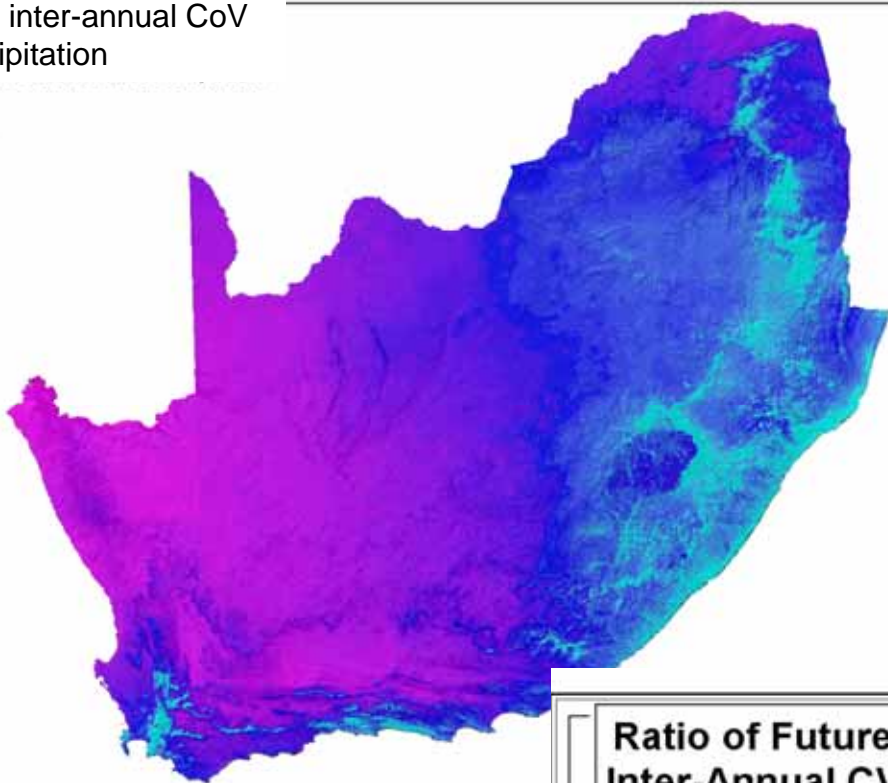 inter-annual CoV
ipitation
Ratio of Future
Inter-Annual CV